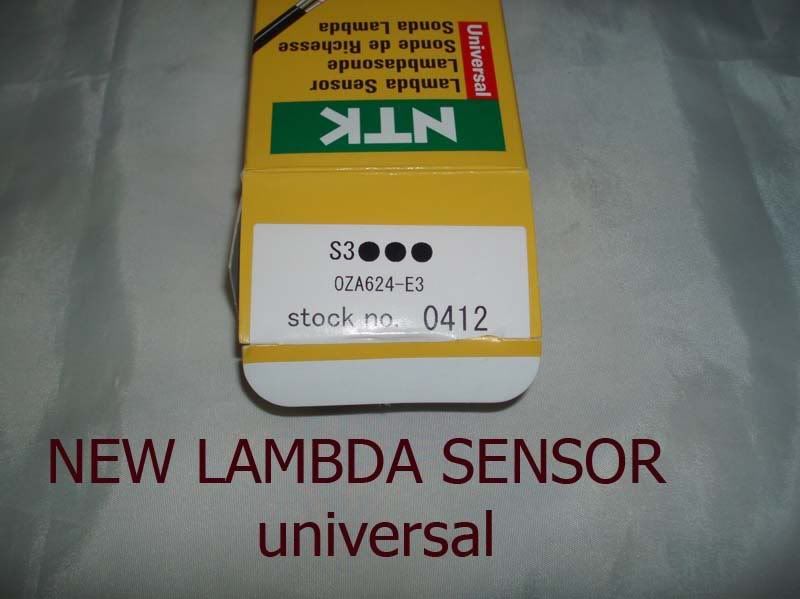 NTK
Lambda Sensor
Lambdasonde
Sonde de Richesse
Sonda Lambda
Universal
S3●●●
OZA624-E3
stock no. 0412
NEW LAMBDA SENSOR
universal